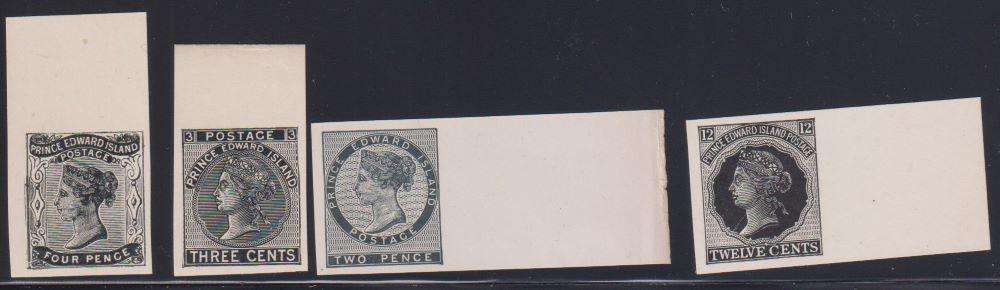 PRINCE EDWARD ISLAND
POSTAGE
FOUR PENCE
3 POSTAGE 3
PRINCE EDWARD ISLAND
THREE CENTS
PRINCE EDWARD ISLAND
POSTAGE
TWO PENCE
12 12
PRINCE EDWARD ISLAND POSTAGE
TWELVE CENTS